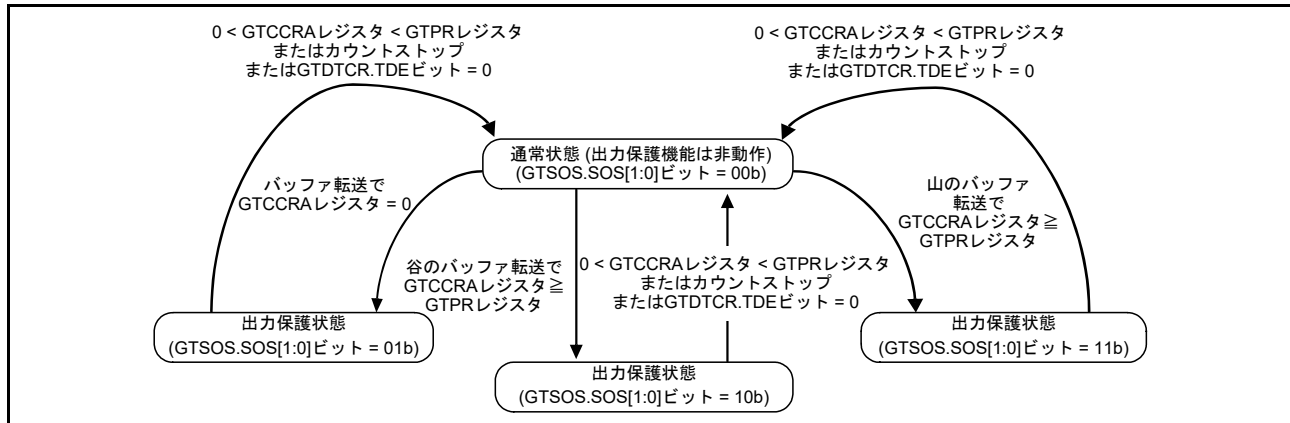 0 < GTCCRAレジスタ < GTPRレジスタ
またはカウントストップ
またはGTDTCR.TDEビット = 0
0 < GTCCRAレジスタ < GTPRレジスタ
またはカウントストップ
またはGTDTCR.TDEビット = 0
通常状態 (出力保護機能は非動作)
(GTSOS.SOS[1:0]ビット = 00b)
バッファ転送で
GTCCRAレジスタ = 0
山のバッファ
転送で
GTCCRAレジスタ≧
GTPRレジスタ
谷のバッファ転送で
GTCCRAレジスタ≧
GTPRレジスタ
0 < GTCCRAレジスタ < GTPRレジスタ
またはカウントストップ
またはGTDTCR.TDEビット = 0
出力保護状態
(GTSOS.SOS[1:0]ビット = 01b)
出力保護状態
(GTSOS.SOS[1:0]ビット = 11b)
出力保護状態
(GTSOS.SOS[1:0]ビット = 10b)